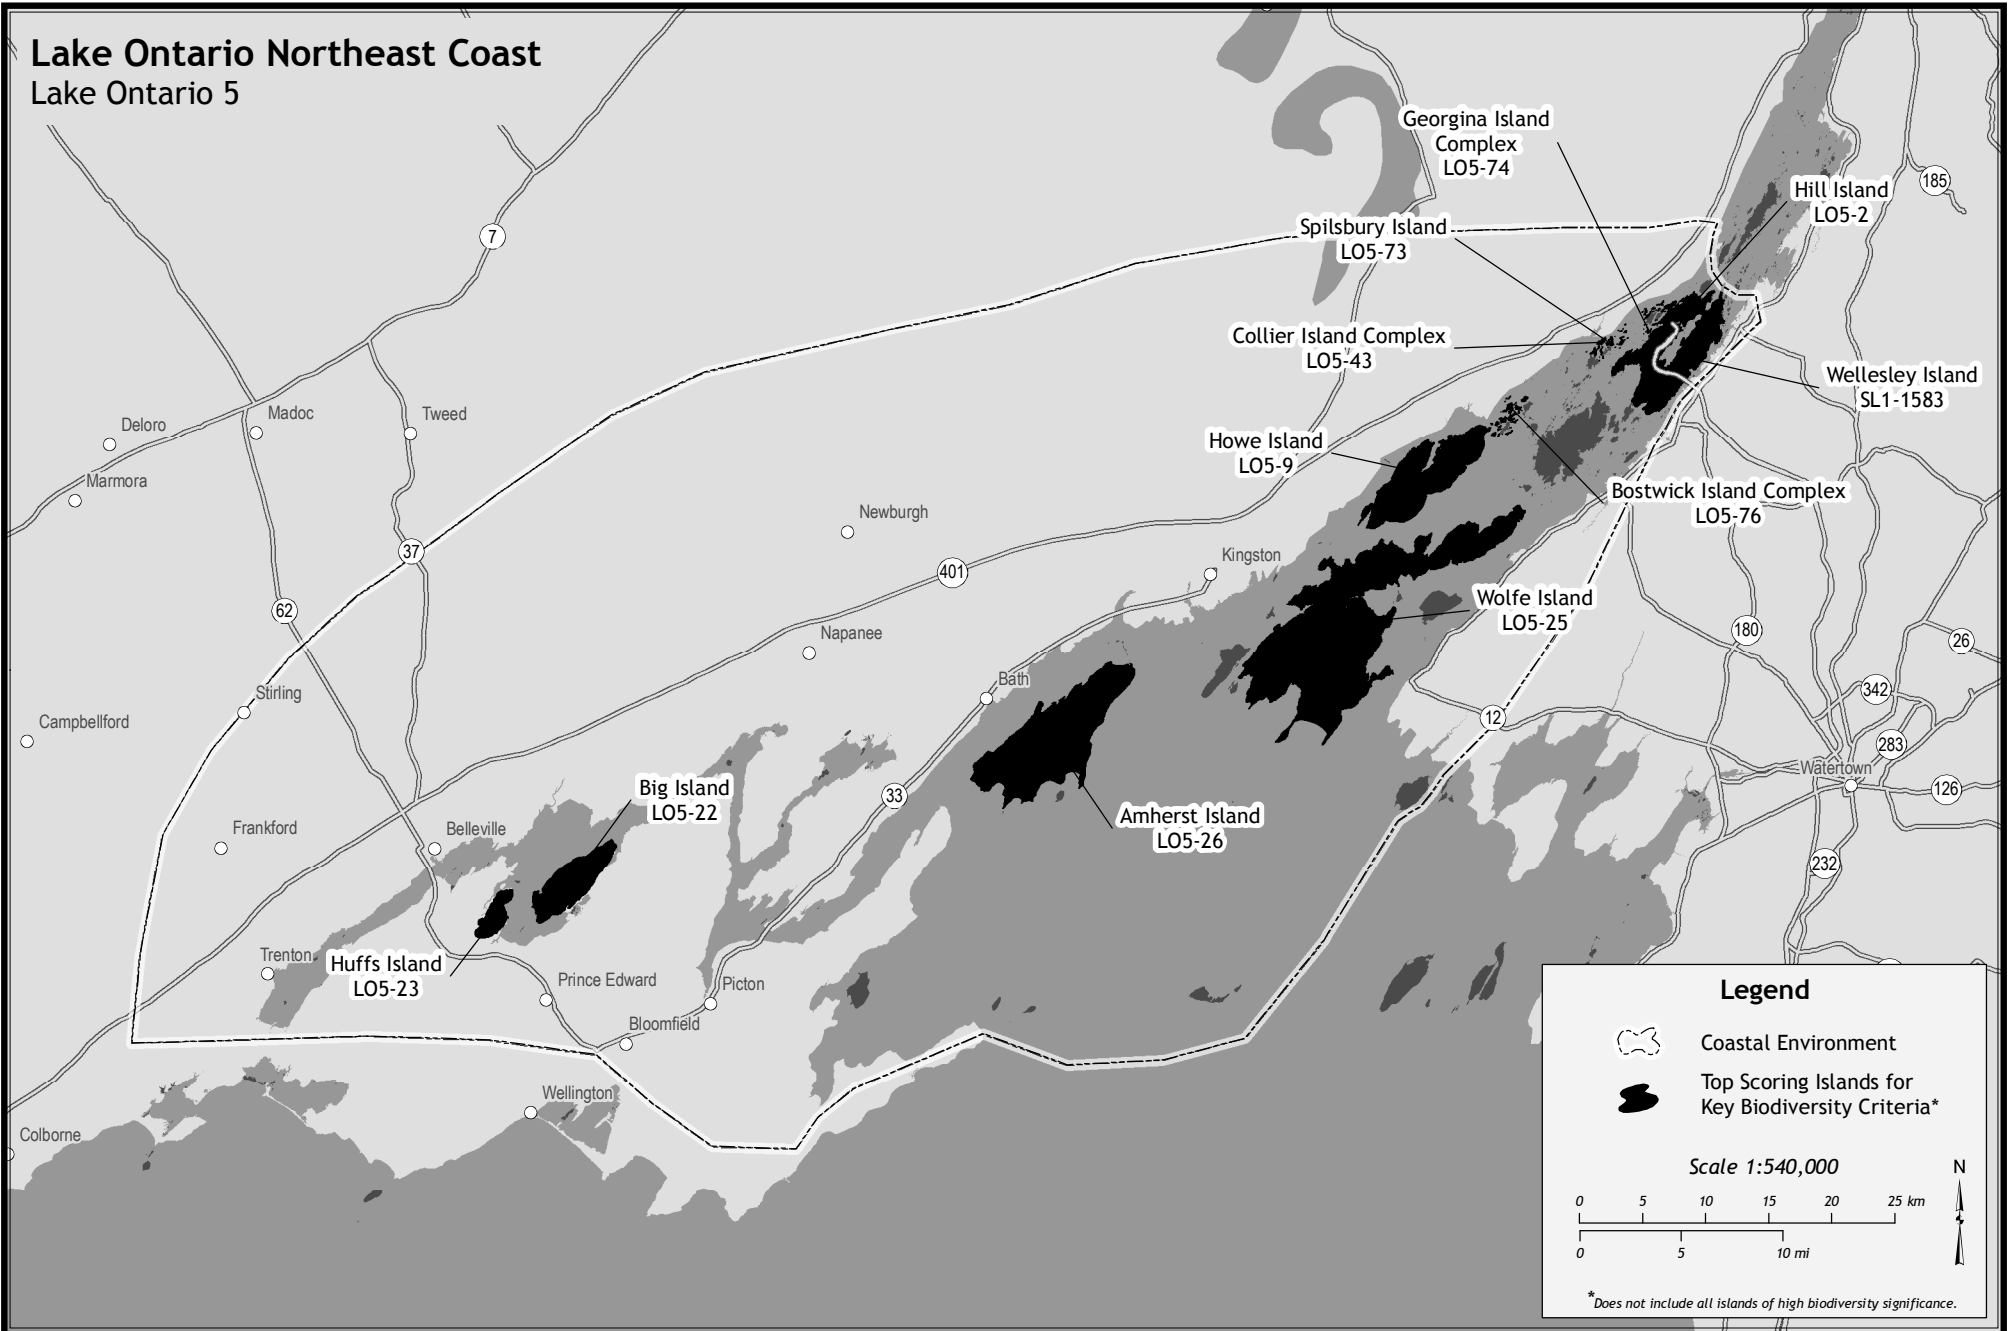 Lake Ontario Northeast Coast
Lake Ontario 5
Georgina Island
Complex
LO5-74
Hill Island
LO5-2
185
Spilsbury Island
LO5-73
7
Collier Island Complex
LO5-43
Wellesley Island
SL1-1583
Deloro
Madoc
Tweed
Marmora
Howe Island
LO5-9
Bostwick Island Complex
LO5-76
Newburgh
37
401
Kingston
62
Wolfe Island
LO5-25
Napanee
180
26
Stirling
Bath
342
Campbellford
12
283
Watertown
126
Big Island
LO5-22
33
Amherst Island
LO5-26
Frankford
Belleville
232
Trenton
Huffs Island
LO5-23
Prince Edward
Picton
Bloomfield
Wellington
Colborne
Legend
Coastal Environment
Top Scoring Islands for
Key Biodiversity Criteria*
Scale 1:540,000
N
0 5 10 15 20 25 km
0 5 10 mi
*Does not include all islands of high biodiversity significance.